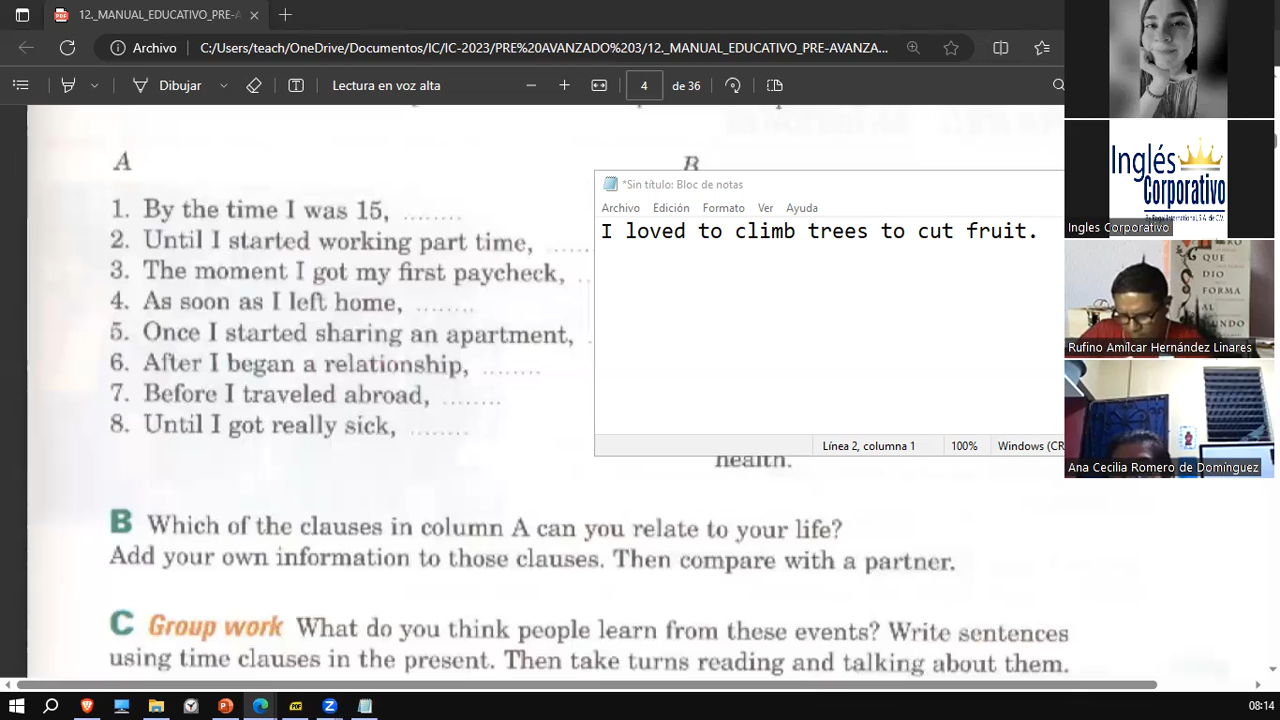 12._MANUAL_EDUCATIVO_PRE-A
Archivo
C:/Users/teach/OneDrive/Documentos/IC/IC-2023/PRE%20AVANZADO%203/12._MANUAL_EDUCATIVO_PRE-AVANZA...
Dibujar
Lectura en voz alta
4
de 36
A
B
1. By the time I was 15, ........
2. Until I started working part time, .....
3. The moment I got my first paycheck, ..
4. As soon as I left home, ........
5. Once I started sharing an apartment, .
6. After I began a relationship, ........
7. Before I traveled abroad, ........
8. Until I got really sick, ........
*Sin título: Bloc de notas
Archivo Edición Formato Ver Ayuda
I loved to climb trees to cut fruit.
Línea 2, columna 1
100%
Windows (CR
health.
B Which of the clauses in column A can you relate to your life?
Add your own information to those clauses. Then compare with a partner.
C Group work What do you think people learn from these events? Write sentences
using time clauses in the present. Then take turns reading and talking about them.
Inglés
Corporativo
Ingles Corporativo
QUE
DIO
FORMA
AL
MUNDO
Rufino Amílcar Hernández Linares
Ana Cecilia Romero de Domínguez
08:14